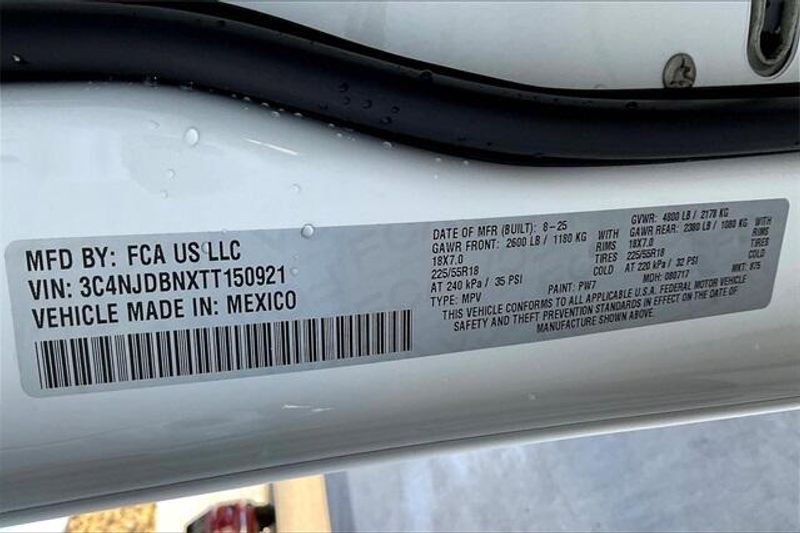 MFD BY: FCA US LLC
VIN: 3C4NJDBNXTT150921
VEHICLE MADE IN: MEXICO
DATE OF MFR (BUILT): 8-25 GVWR: 4800 LB / 2178 KG
GAWR FRONT: 2600 LB / 1180 KG WITH GAWR REAR: 2380 LB / 1080 KG WITH
18X7.0 RIMS 18X7.0 RIMS
225/55R18 TIRES 225/55R18 TIRES
AT 240 kPa / 35 PSI COLD AT 220 kPa / 32 PSI COLD
TYPE: MPV PAINT: PW7 MDH: 080717 MKT: 875
THIS VEHICLE CONFORMS TO ALL APPLICABLE U.S.A. FEDERAL MOTOR VEHICLE
SAFETY AND THEFT PREVENTION STANDARDS IN EFFECT ON THE DATE OF
MANUFACTURE SHOWN ABOVE.